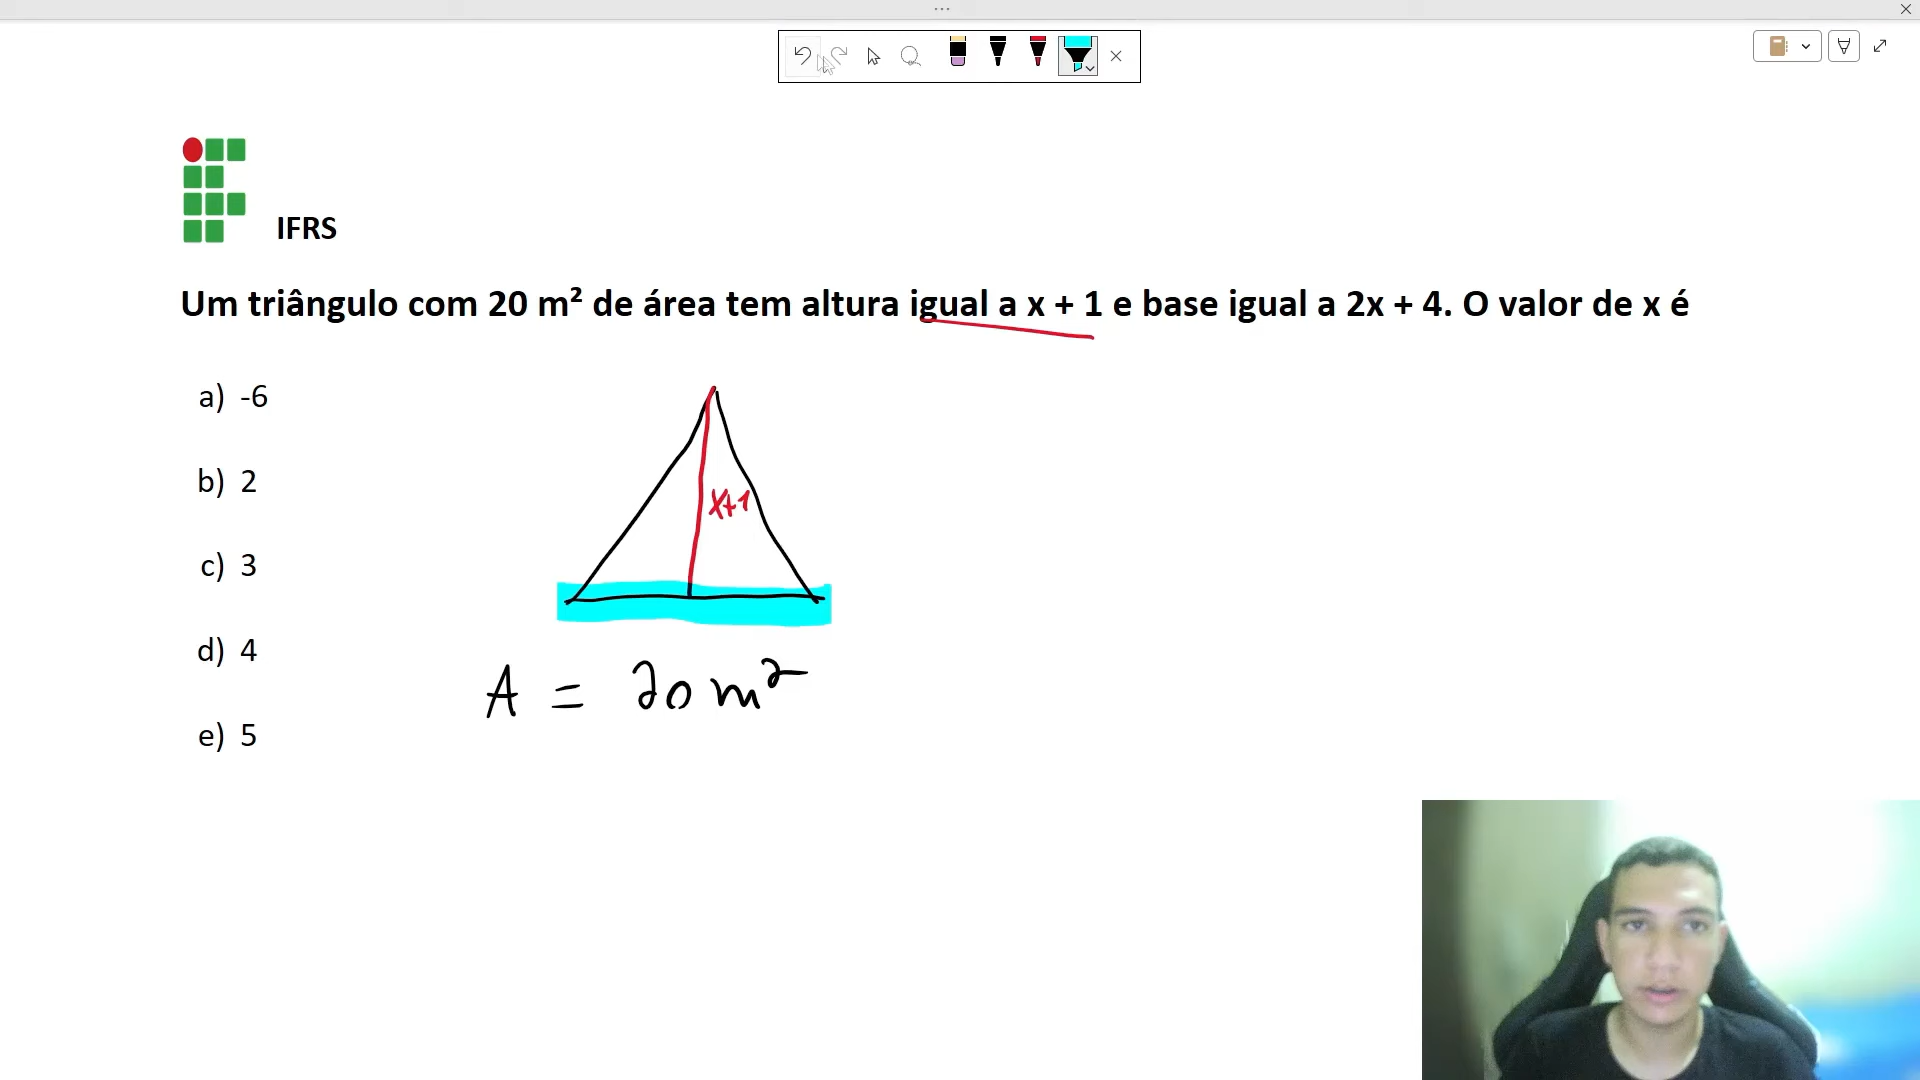 IFRS
Um triângulo com 20 m² de área tem altura igual a x + 1 e base igual a 2x + 4. O valor de x é
a) -6
b) 2
c) 3
d) 4
e) 5
x+1
A = 20 m²